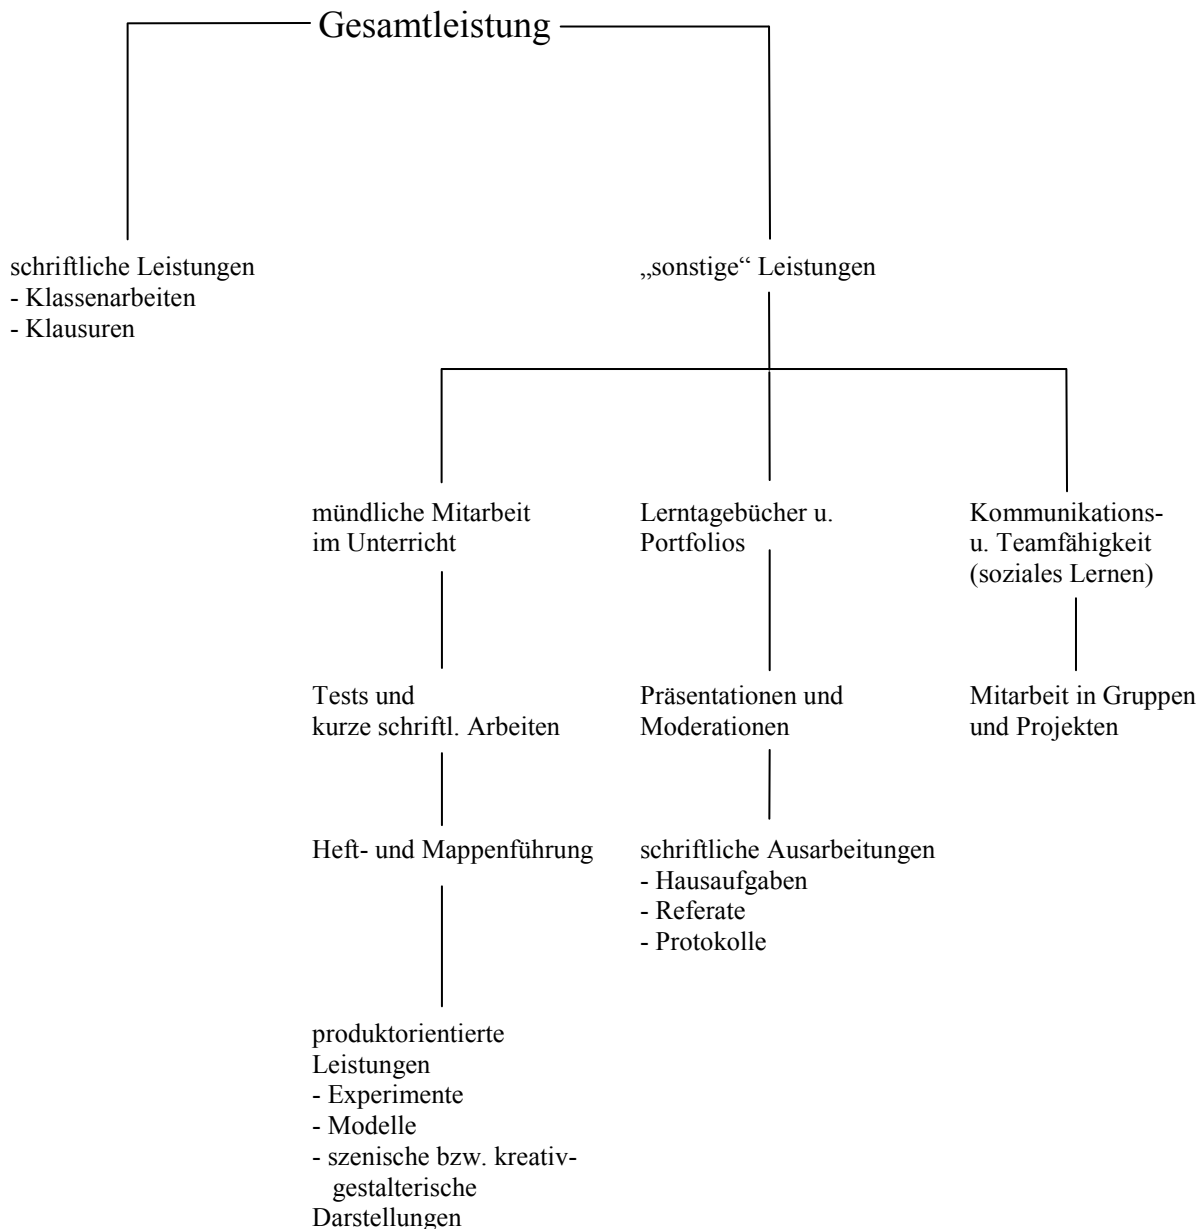 Gesamtleistung
schriftliche Leistungen
- Klassenarbeiten
- Klausuren
„sonstige“ Leistungen
mündliche Mitarbeit
im Unterricht
Lerntagebücher u.
Portfolios
Kommunikations-
u. Teamfähigkeit
(soziales Lernen)
Tests und
kurze schriftl. Arbeiten
Präsentationen und
Moderationen
Mitarbeit in Gruppen
und Projekten
Heft- und Mappenführung
schriftliche Ausarbeitungen
- Hausaufgaben
- Referate
- Protokolle
produktorientierte
Leistungen
- Experimente
- Modelle
- szenische bzw. kreativ-
gestalterische
Darstellungen